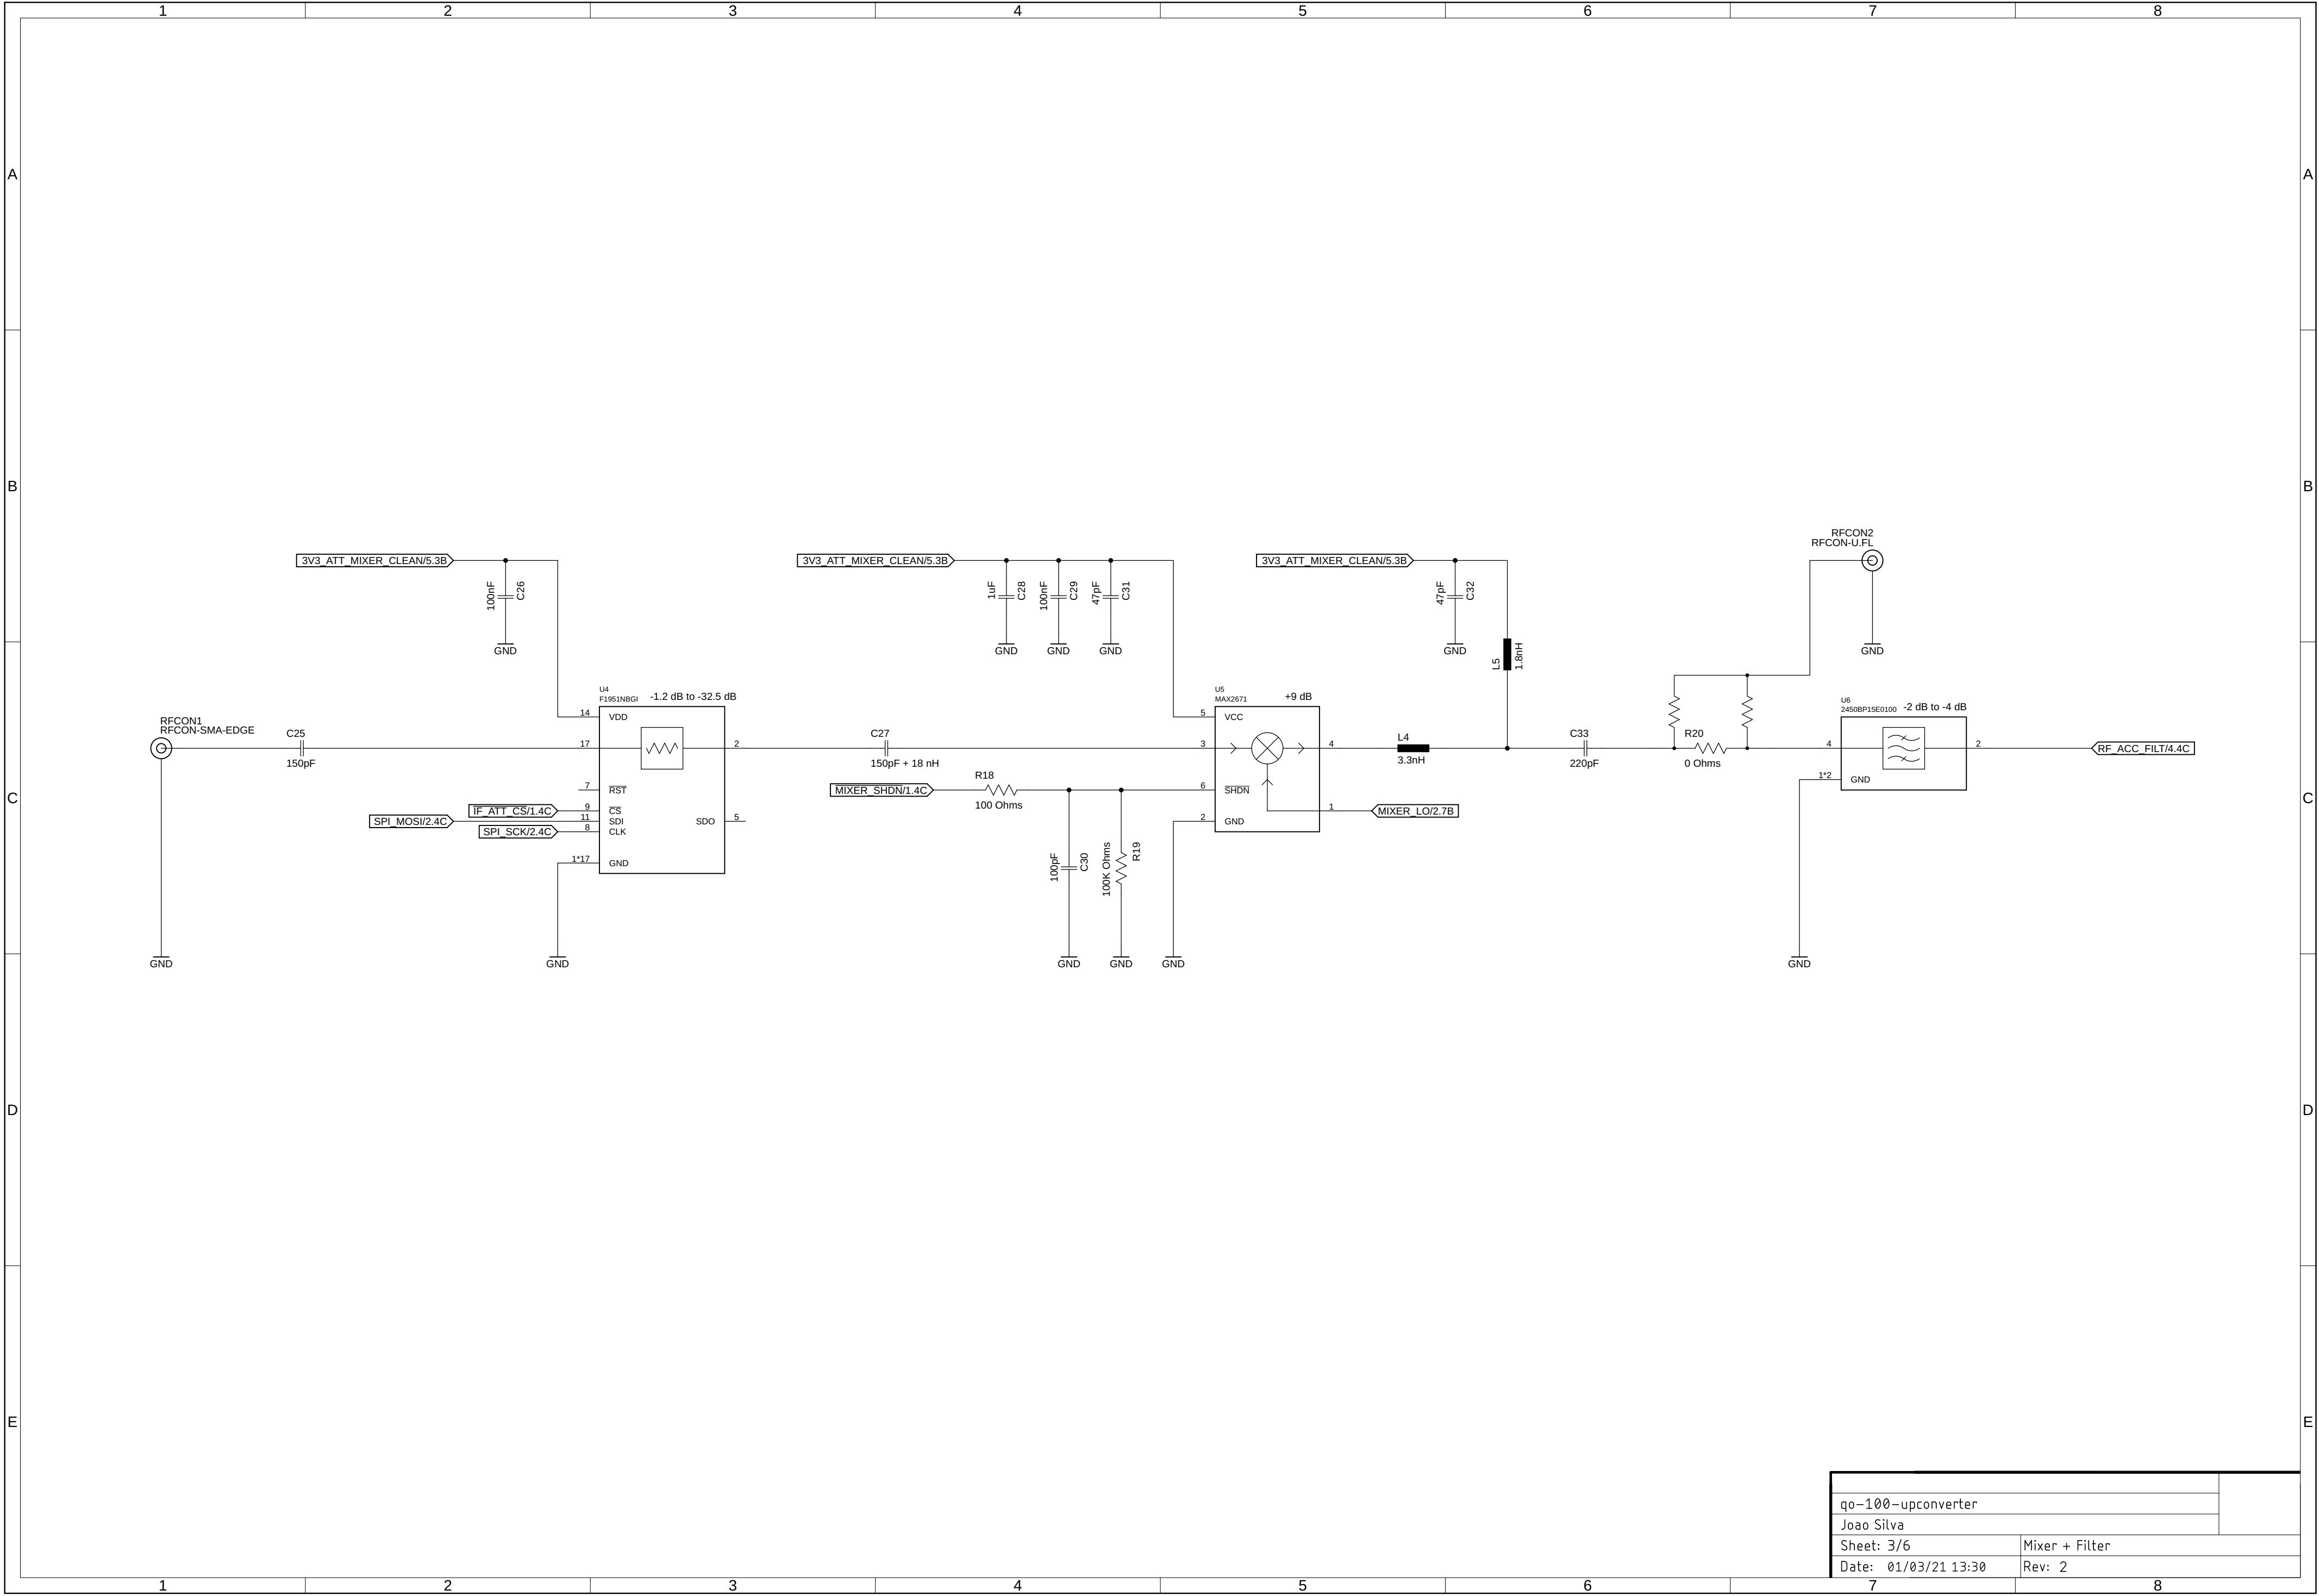 1 2 3 4 5 6 7 8
A A
B B
RFCON2
RFCON-U.FL
3V3_ATT_MIXER_CLEAN/5.3B 3V3_ATT_MIXER_CLEAN/5.3B 3V3_ATT_MIXER_CLEAN/5.3B
100nF C26 1uF C28 100nF C29 47pF C31 47pF C32
GND GND GND GND GND GND
L5 1.8nH
U4 -1.2 dB to -32.5 dB
F1951NBGI
U5 +9 dB
MAX2671
U6 -2 dB to -4 dB
2450BP15E0100
14 VDD 5 VCC
RFCON1
RFCON-SMA-EDGE
C25 C27 L4 C33 R20
17 2 3 4 4 2 RF_ACC_FILT/4.4C
150pF 150pF + 18 nH 3.3nH 220pF 0 Ohms
R18
1*2 GND
7 RST MIXER_SHDN/1.4C 6 SHDN
100 Ohms
C C
IF_ATT_CS/1.4C 9 CS 1 MIXER_LO/2.7B
SPI_MOSI/2.4C 11 SDI SDO 5 2 GND
SPI_SCK/2.4C 8 CLK
1*17 GND
100pF C30 100K Ohms R19
GND GND GND GND GND GND
D D
E E
qo-100-upconverter
Joao Silva
Sheet: 3/6 Mixer + Filter
Date: 01/03/21 13:30 Rev: 2
1 2 3 4 5 6 7 8